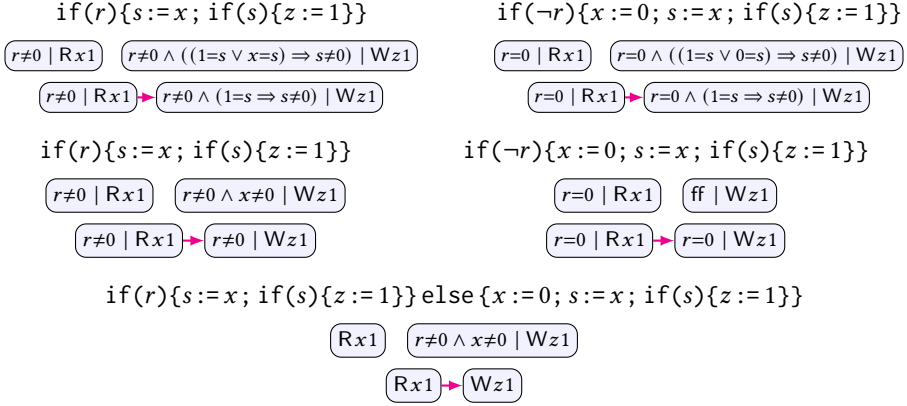 if(r){s:=x; if(s){z:=1}} if(¬r){x:=0; s:=x; if(s){z:=1}}
r≠0 | Rx1 r≠0 ∧ ((1=s ∨ x=s) ⇒ s≠0) | Wz1 r=0 | Rx1 r=0 ∧ ((1=s ∨ 0=s) ⇒ s≠0) | Wz1
r≠0 | Rx1 r≠0 ∧ (1=s ⇒ s≠0) | Wz1 r=0 | Rx1 r=0 ∧ (1=s ⇒ s≠0) | Wz1
if(r){s:=x; if(s){z:=1}} if(¬r){x:=0; s:=x; if(s){z:=1}}
r≠0 | Rx1 r≠0 ∧ x≠0 | Wz1 r=0 | Rx1 ff | Wz1
r≠0 | Rx1 r≠0 | Wz1 r=0 | Rx1 r=0 | Wz1
if(r){s:=x; if(s){z:=1}} else {x:=0; s:=x; if(s){z:=1}}
Rx1 r≠0 ∧ x≠0 | Wz1
Rx1 Wz1